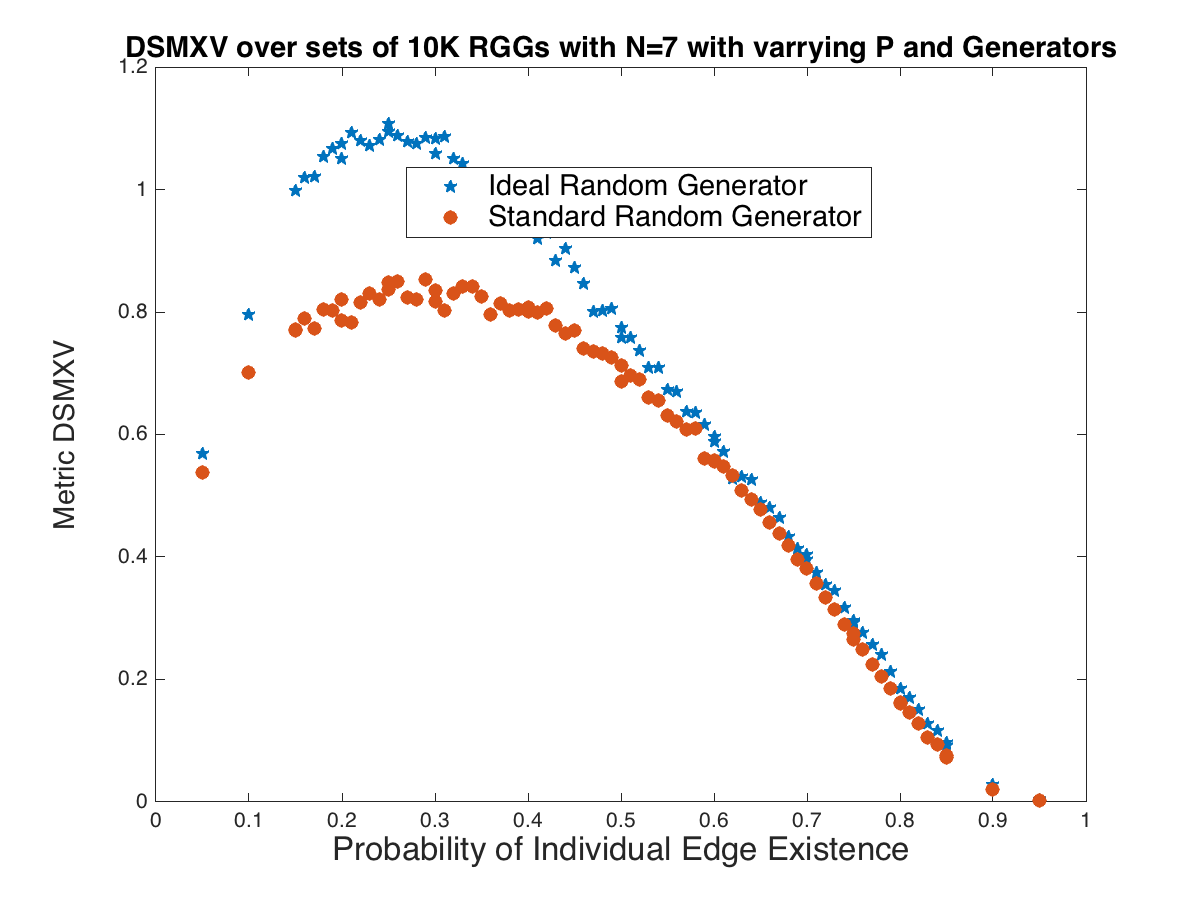 DSMXV over sets of 10K RGGs with N=7 with varrying P and Generators
1.2
1
0.8
0.6
0.4
0.2
0
Metric DSMXV
Ideal Random Generator
Standard Random Generator
0 0.1 0.2 0.3 0.4 0.5 0.6 0.7 0.8 0.9 1
Probability of Individual Edge Existence